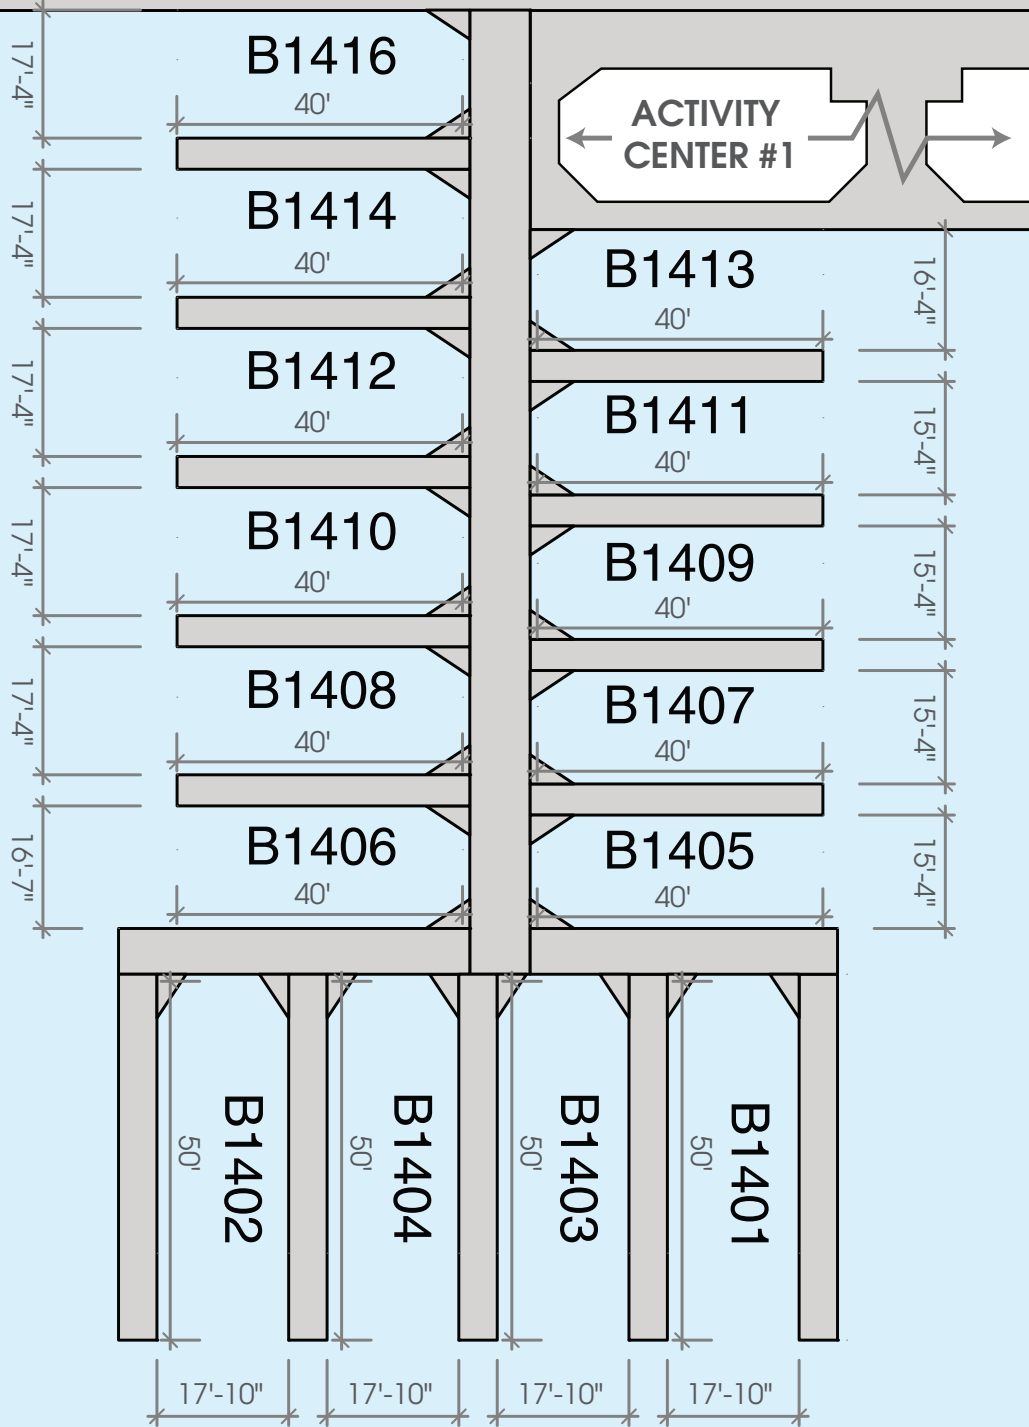 B1416
40'
17'-4"
ACTIVITY
CENTER #1
B1414
40'
17'-4"
B1413
40'
16'-4"
B1412
40'
17'-4"
B1411
40'
15'-4"
B1410
40'
17'-4"
B1409
40'
15'-4"
B1408
40'
17'-4"
B1407
40'
15'-4"
B1406
40'
16'-7"
B1405
40'
15'-4"
50'
B1402
50'
B1404
50'
B1403
50'
B1401
17'-10"
17'-10"
17'-10"
17'-10"